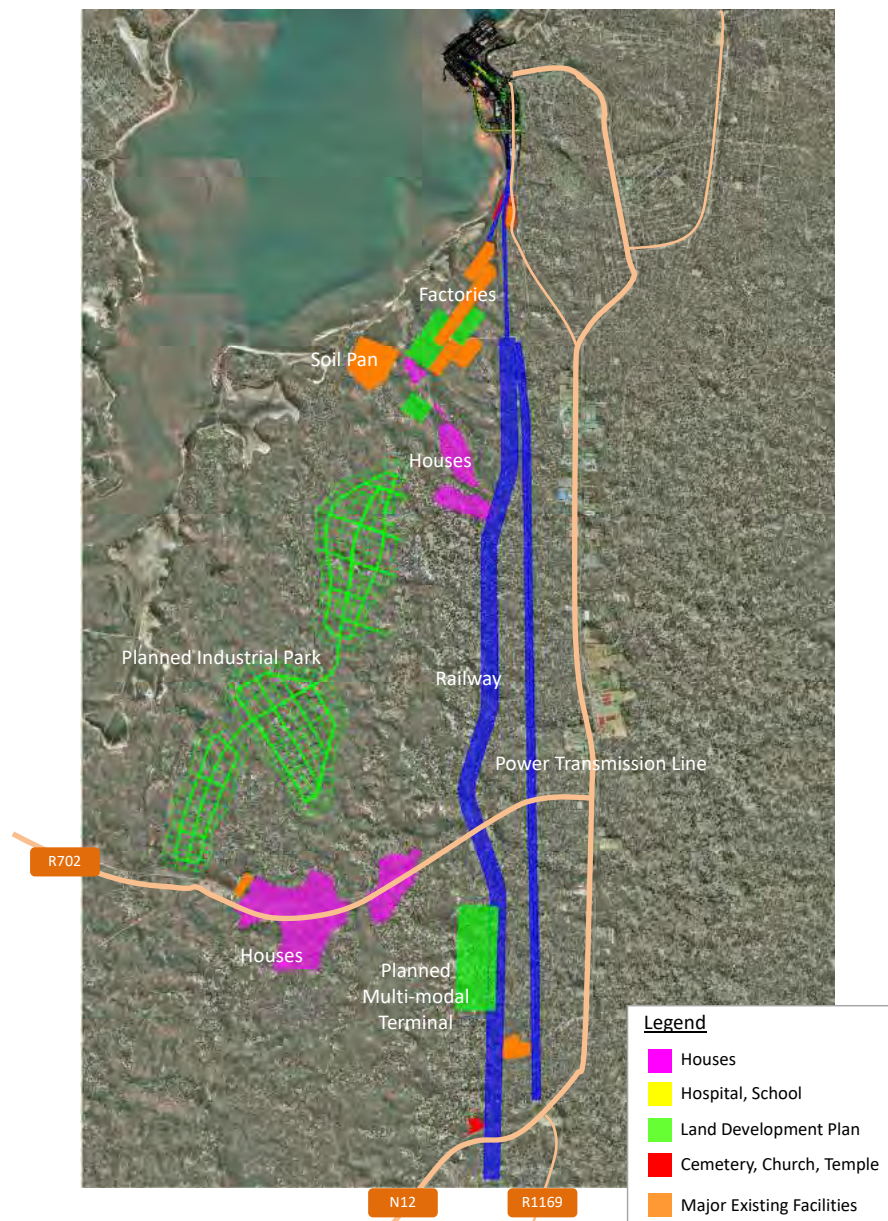 Factories
Soil Pan
Houses
Planned Industrial Park
Railway
Power Transmission Line
R702
Houses
Planned
Multi-modal
Terminal
Legend
Houses
Hospital, School
Land Development Plan
Cemetery, Church, Temple
Major Existing Facilities
N12
R1169